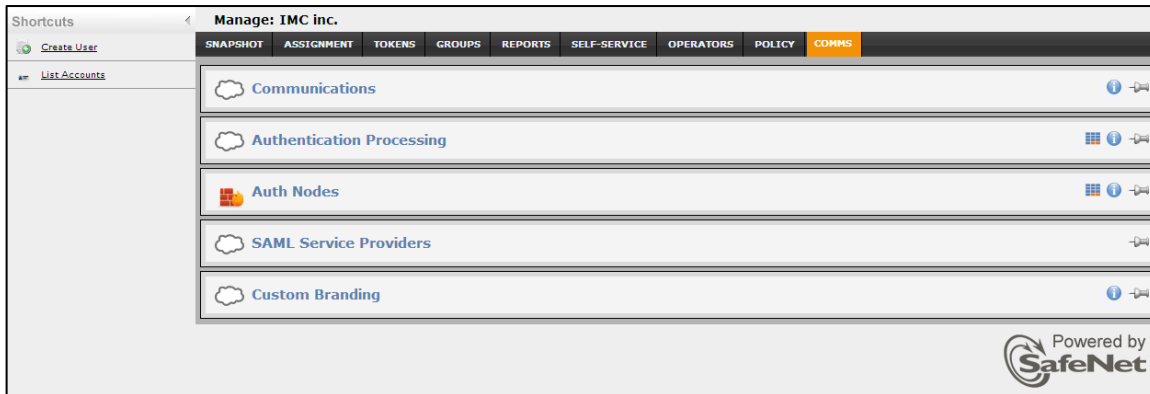 Shortcuts
Create User
List Accounts
Manage: IMC inc.
SNAPSHOT ASSIGNMENT TOKENS GROUPS REPORTS SELF-SERVICE OPERATORS POLICY COMMS
Communications
Authentication Processing
Auth Nodes
SAML Service Providers
Custom Branding
Powered by
SafeNet